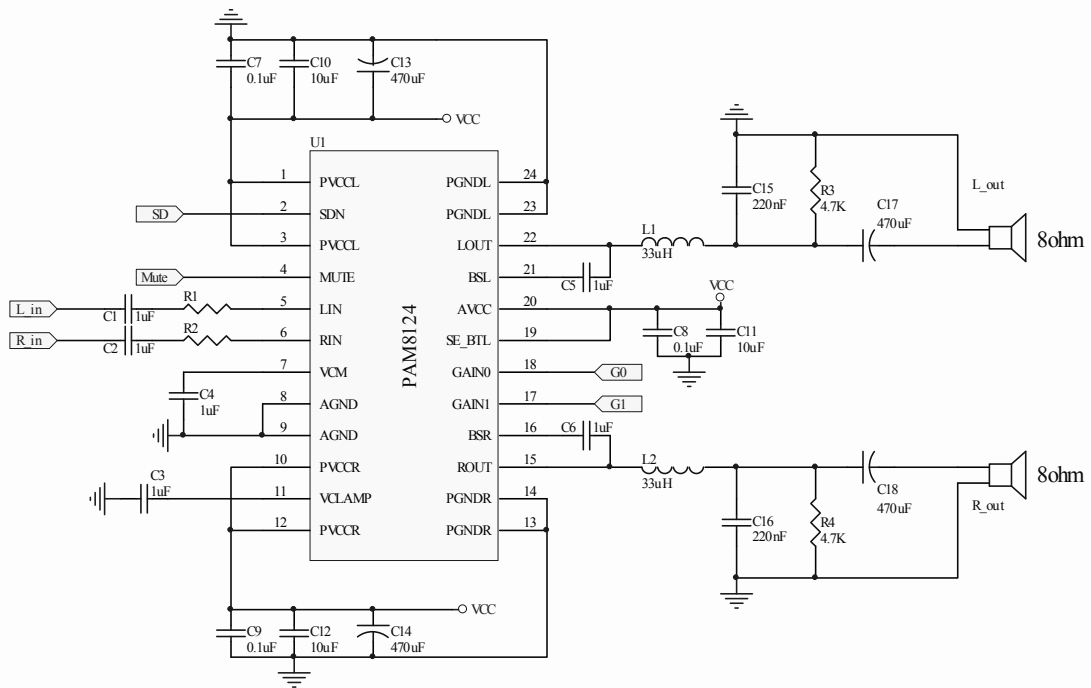 C7
0.1uF
C10
10uF
C13
470uF
VCC
U1
PAM8124
1 PVCCL
2 SDN
3 PVCCL
4 MUTE
5 LIN
6 RIN
7 VCM
8 AGND
9 AGND
10 PVCCR
11 VCLAMP
12 PVCCR
PGNDL 24
PGNDL 23
LOUT 22
BSL 21
AVCC 20
SE_BTL 19
GAIN0 18
GAIN1 17
BSR 16
ROUT 15
PGNDR 14
PGNDR 13
SD
Mute
L_in
C1
1uF
R1
R_in
C2
1uF
R2
C4
1uF
C3
1uF
L1
33uH
C5
1uF
C15
220nF
R3
4.7K
C17
470uF
L_out
8ohm
VCC
C8
0.1uF
C11
10uF
G0
G1
C6
1uF
L2
33uH
C16
220nF
R4
4.7K
C18
470uF
R_out
8ohm
VCC
C9
0.1uF
C12
10uF
C14
470uF